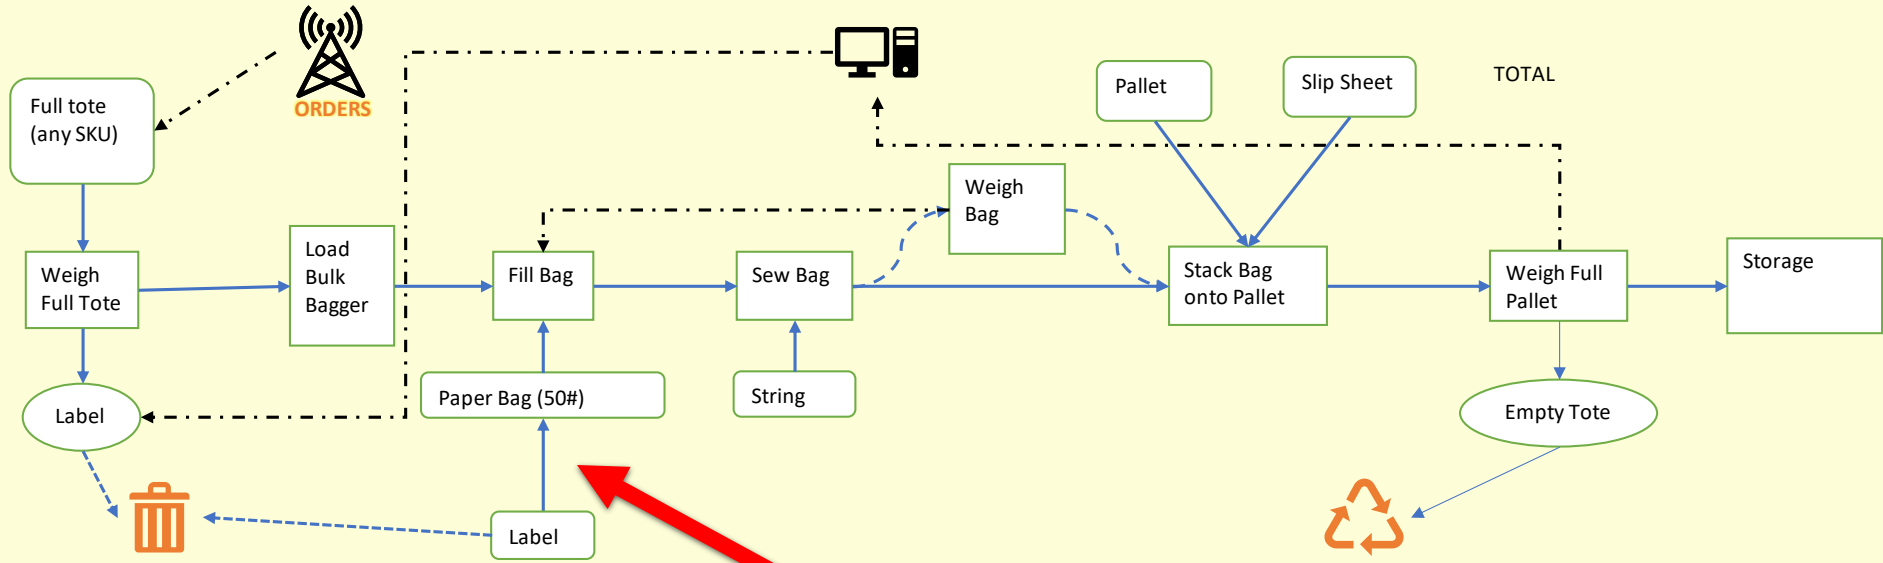 ORDERS
Full tote
(any SKU)
Pallet
Slip Sheet
TOTAL
Weigh
Bag
Weigh
Full Tote
Load
Bulk
Bagger
Fill Bag
Sew Bag
Stack Bag
onto Pallet
Weigh Full
Pallet
Storage
Label
Paper Bag (50#)
String
Empty Tote
Label